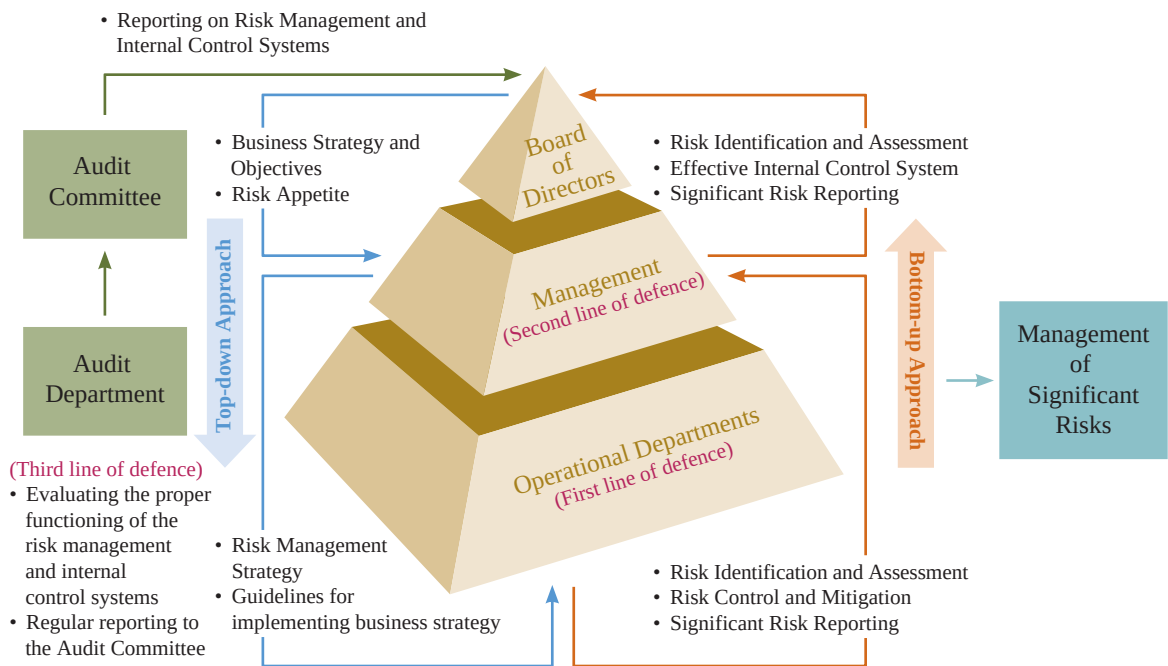 • Reporting on Risk Management and
Internal Control Systems
Audit
Committee
Audit
Department
(Third line of defence)
• Evaluating the proper
functioning of the
risk management
and internal
control systems
• Regular reporting to
the Audit Committee
Top-down Approach
• Business Strategy and
Objectives
• Risk Appetite
• Risk Management
Strategy
• Guidelines for
implementing business strategy
Board
of
Directors
Management
(Second line of defence)
Operational Departments
(First line of defence)
• Risk Identification and Assessment
• Effective Internal Control System
• Significant Risk Reporting
• Risk Identification and Assessment
• Risk Control and Mitigation
• Significant Risk Reporting
Bottom-up Approach
Management
of
Significant
Risks